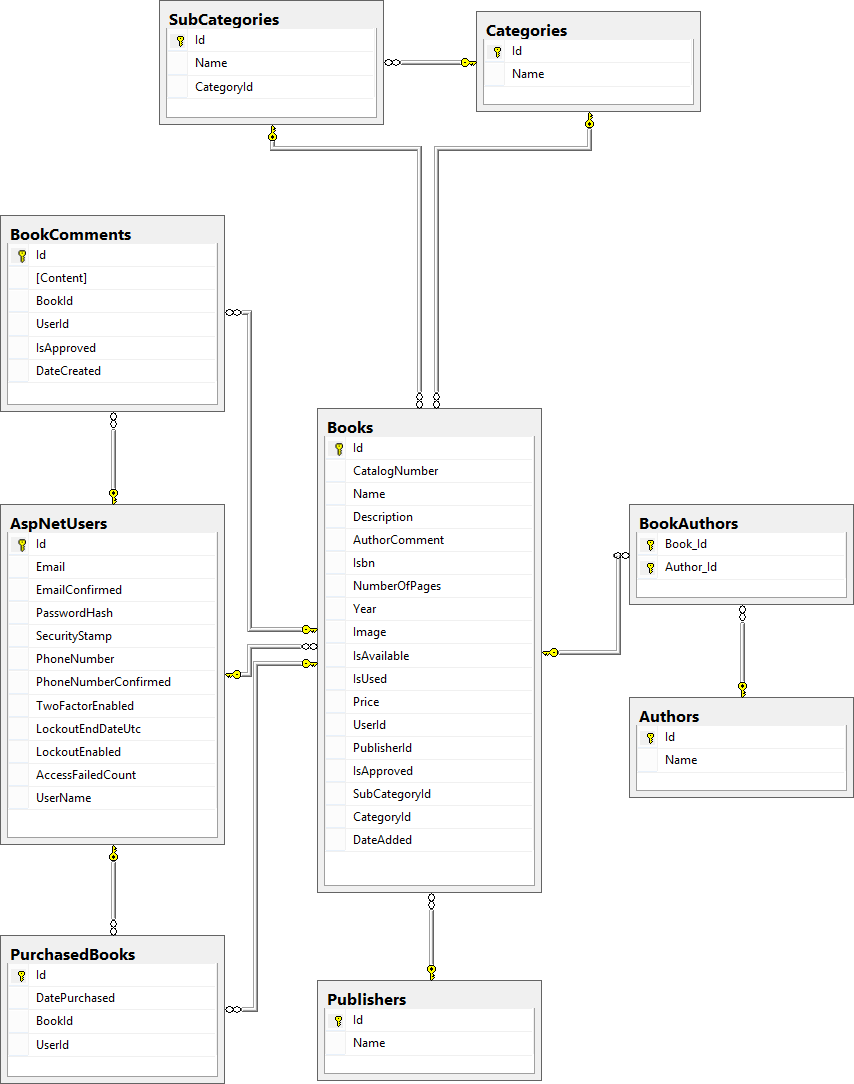 SubCategories
Id
Name
CategoryId
Categories
Id
Name
BookComments
Id
[Content]
BookId
UserId
IsApproved
DateCreated
Books
Id
CatalogNumber
Name
Description
AuthorComment
Isbn
NumberOfPages
Year
Image
IsAvailable
IsUsed
Price
UserId
PublisherId
IsApproved
SubCategoryId
CategoryId
DateAdded
AspNetUsers
Id
Email
EmailConfirmed
PasswordHash
SecurityStamp
PhoneNumber
PhoneNumberConfirmed
TwoFactorEnabled
LockoutEndDateUtc
LockoutEnabled
AccessFailedCount
UserName
BookAuthors
Book_Id
Author_Id
Authors
Id
Name
PurchasedBooks
Id
DatePurchased
BookId
UserId
Publishers
Id
Name